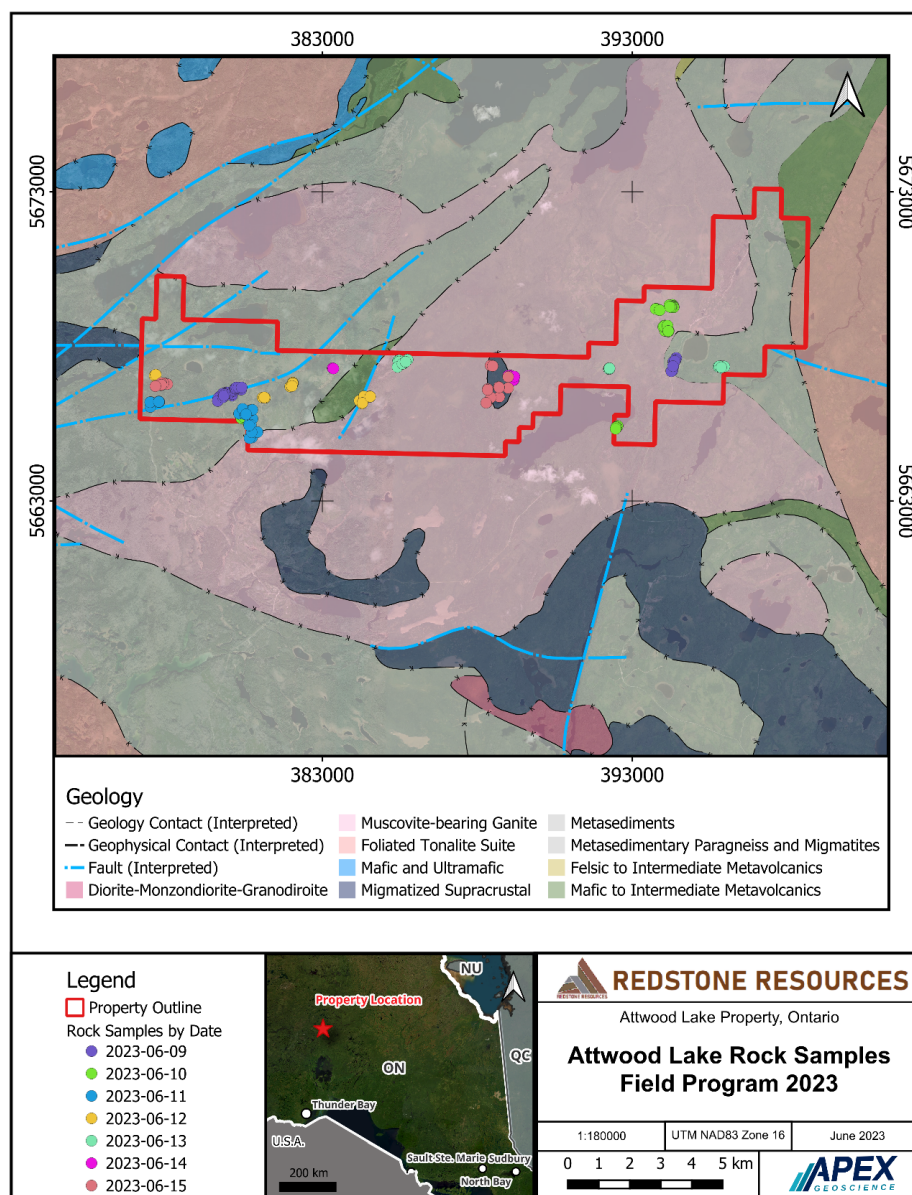 383000
393000
5673000
5673000
5663000
5663000
383000
393000
Geology
Geology Contact (Interpreted)
Geophysical Contact (Interpreted)
Fault (Interpreted)
Diorite-Monzondiorite-Granodiroite
Muscovite-bearing Ganite
Foliated Tonalite Suite
Mafic and Ultramafic
Migmatized Supracrustal
Metasediments
Metasedimentary Paragneiss and Migmatites
Felsic to Intermediate Metavolcanics
Mafic to Intermediate Metavolcanics
Legend
Property Outline
Rock Samples by Date
2023-06-09
2023-06-10
2023-06-11
2023-06-12
2023-06-13
2023-06-14
2023-06-15
NU
Property Location
ON
QC
Thunder Bay
U.S.A.
Sault-Ste. Marie
Sudbury
North Bay
200 km
REDSTONE RESOURCES
REDSTONE RESOURCES
Attwood Lake Property, Ontario
Attwood Lake Rock Samples
Field Program 2023
1:180000
UTM NAD83 Zone 16
June 2023
0 1 2 3 4 5 km
APEX
GEOSCIENCE